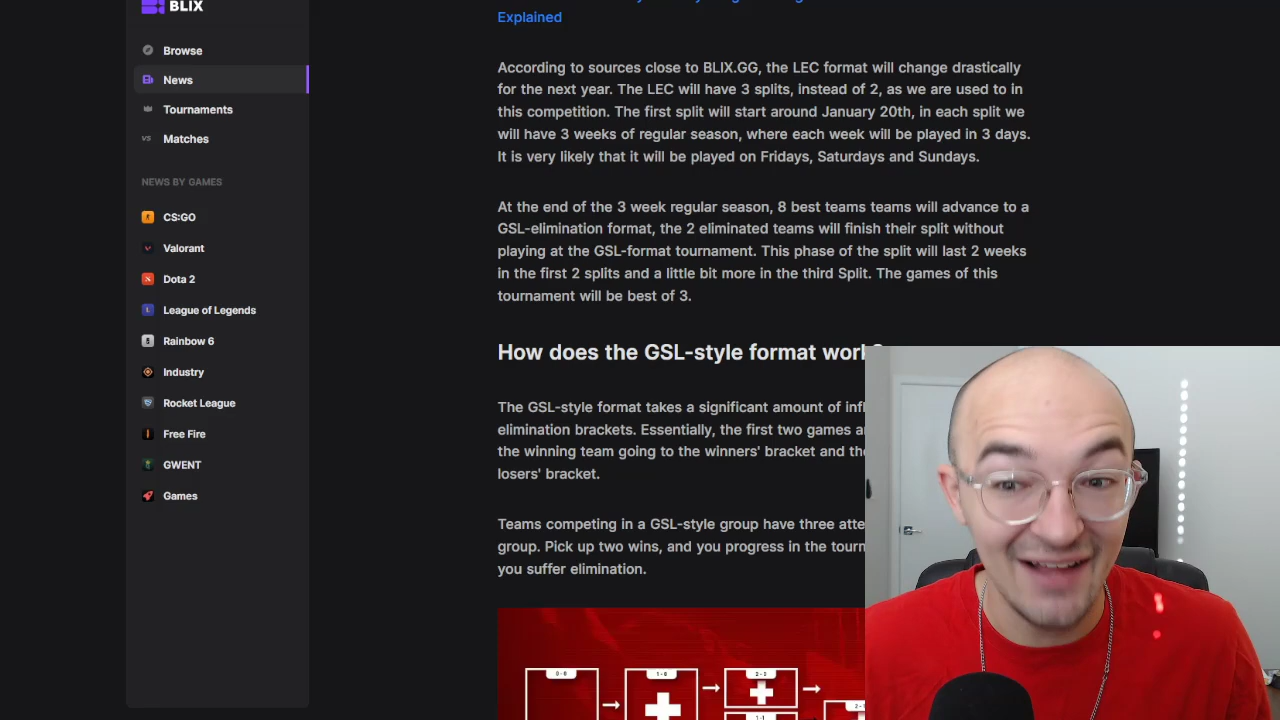 BLIX
Browse
News
Tournaments
VS Matches
NEWS BY GAMES
CS:GO
Valorant
Dota 2
League of Legends
Rainbow 6
Industry
Rocket League
Free Fire
GWENT
Games
Explained
According to sources close to BLIX.GG, the LEC format will change drastically
for the next year. The LEC will have 3 splits, instead of 2, as we are used to in
this competition. The first split will start around January 20th, in each split we
will have 3 weeks of regular season, where each week will be played in 3 days.
It is very likely that it will be played on Fridays, Saturdays and Sundays.
At the end of the 3 week regular season, 8 best teams teams will advance to a
GSL-elimination format, the 2 eliminated teams will finish their split without
playing at the GSL-format tournament. This phase of the split will last 2 weeks
in the first 2 splits and a little bit more in the third Split. The games of this
tournament will be best of 3.
How does the GSL-style format work?
The GSL-style format takes a significant amount of
elimination brackets. Essentially, the first two games
the winning team going to the winners' bracket and
losers' bracket.
Teams competing in a GSL-style group have three
group. Pick up two wins, and you progress in the
you suffer elimination.
0 - 0
1 - 0
2 - 0
1-1